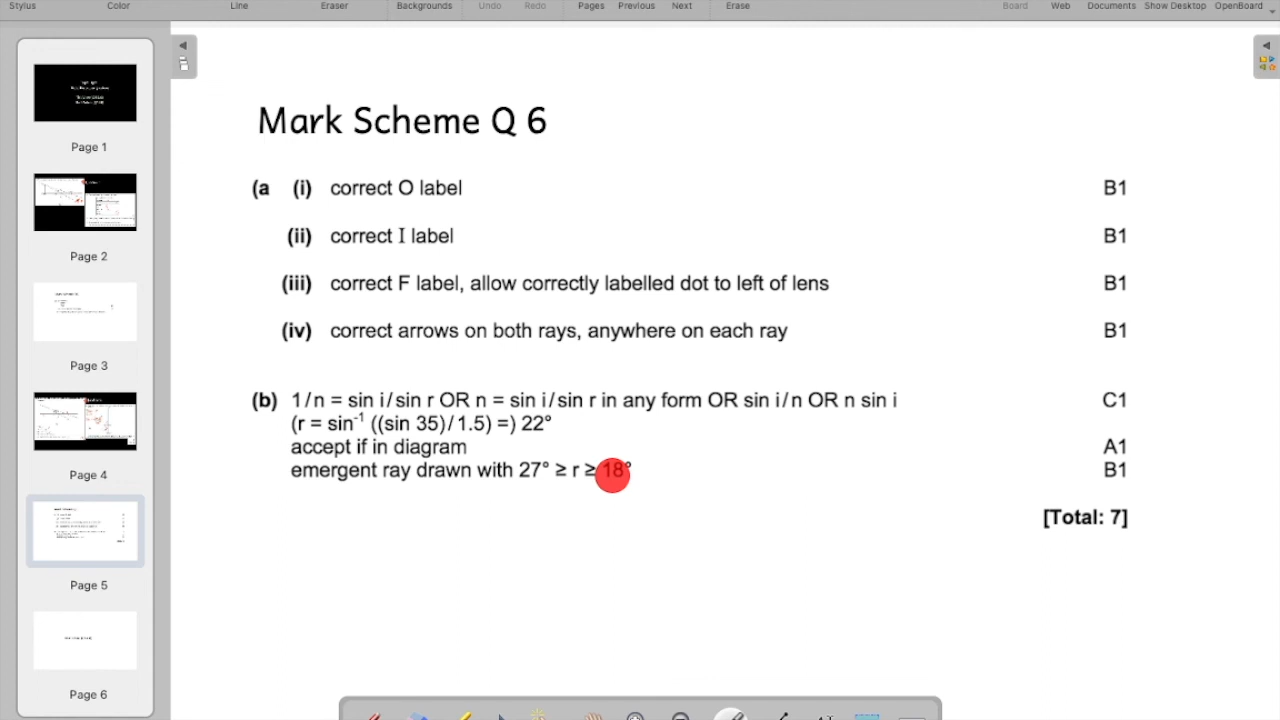 Stylus Color Line Eraser Backgrounds Undo Redo Pages Previous Next Erase Board Web Documents Show Desktop OpenBoard
Mark Scheme Q 6
(a (i) correct O label B1
(ii) correct I label B1
(iii) correct F label, allow correctly labelled dot to left of lens B1
(iv) correct arrows on both rays, anywhere on each ray B1
(b) 1/n = sin i/sin r OR n = sin i/sin r in any form OR sin i/n OR n sin i C1
(r = sin⁻¹ ((sin 35)/1.5) =) 22°
accept if in diagram A1
emergent ray drawn with 27° ≥ r ≥ 18° B1
[Total: 7]
Page 1
Page 2
Page 3
Page 4
Page 5
Page 6